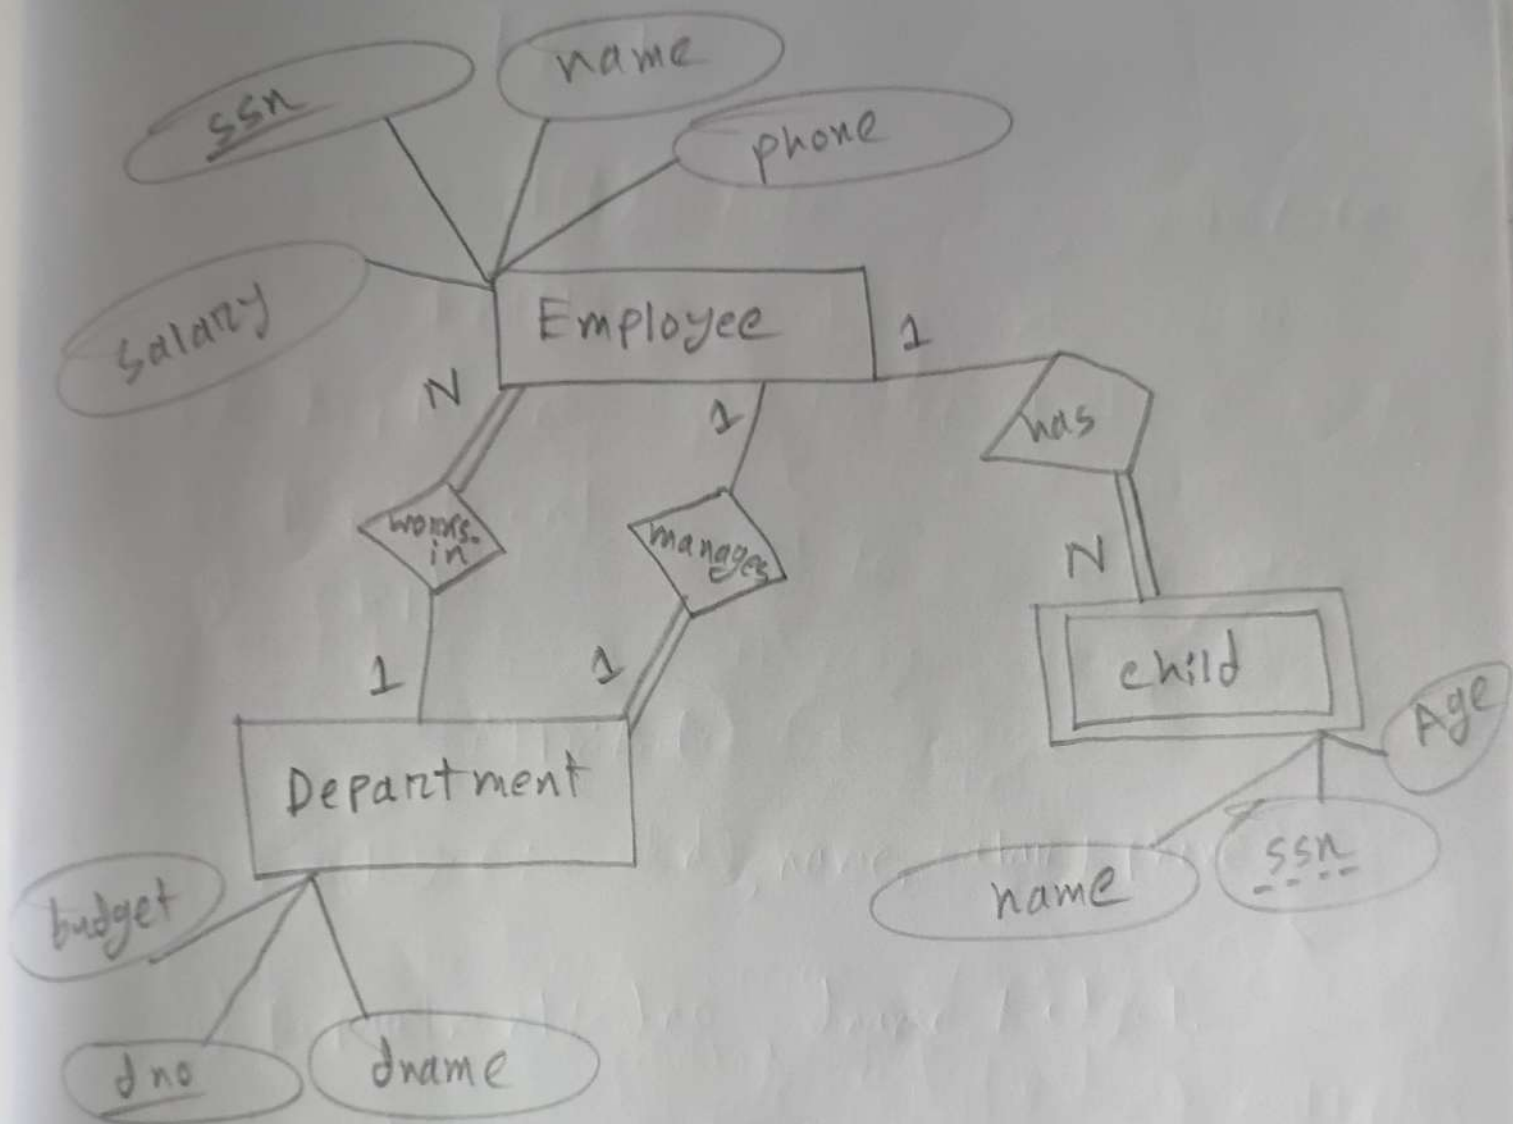 name
ssn
phone
salary
Employee
1
N
1
has
works-
in
manages
N
1
1
child
Age
Department
ssn
name
budget
dno
dname